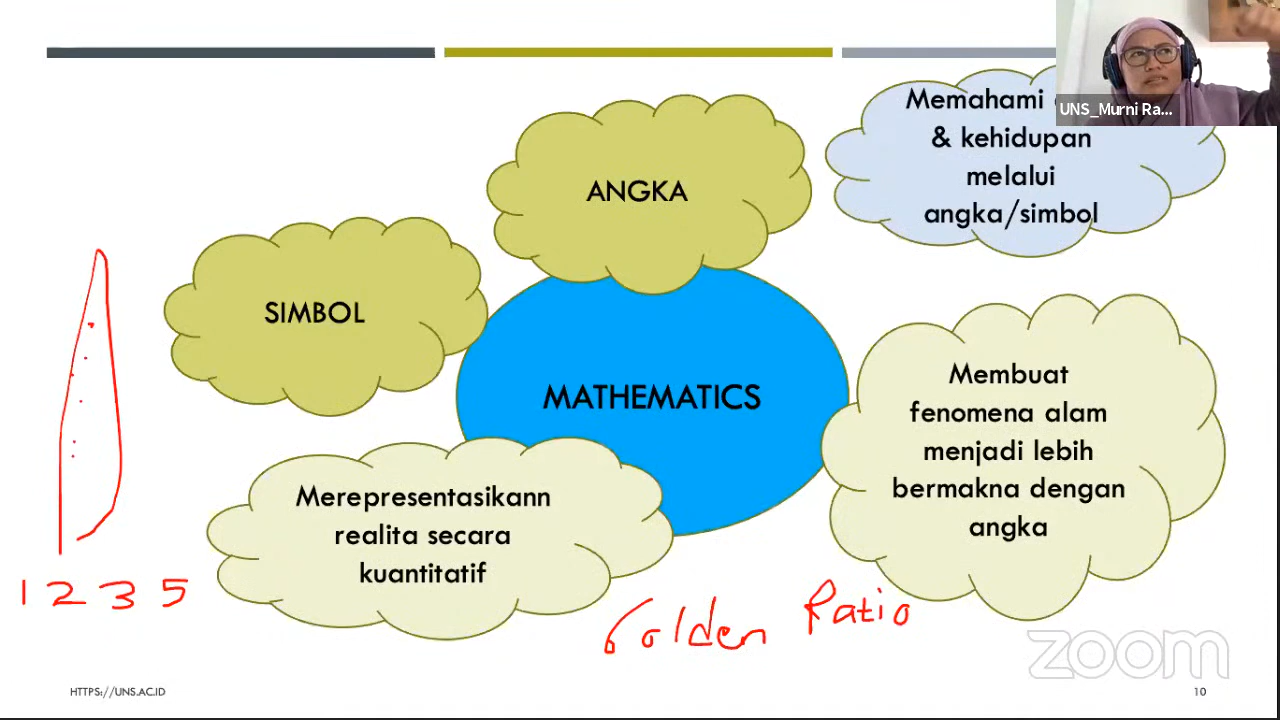 Memahami
& kehidupan
melalui
angka/simbol
UNS_Murni Ra...
ANGKA
SIMBOL
MATHEMATICS
Membuat
fenomena alam
menjadi lebih
bermakna dengan
angka
Merepresentasikann
realita secara
kuantitatif
1 2 3 5
Golden Ratio
zoom
HTTPS://UNS.AC.ID
10